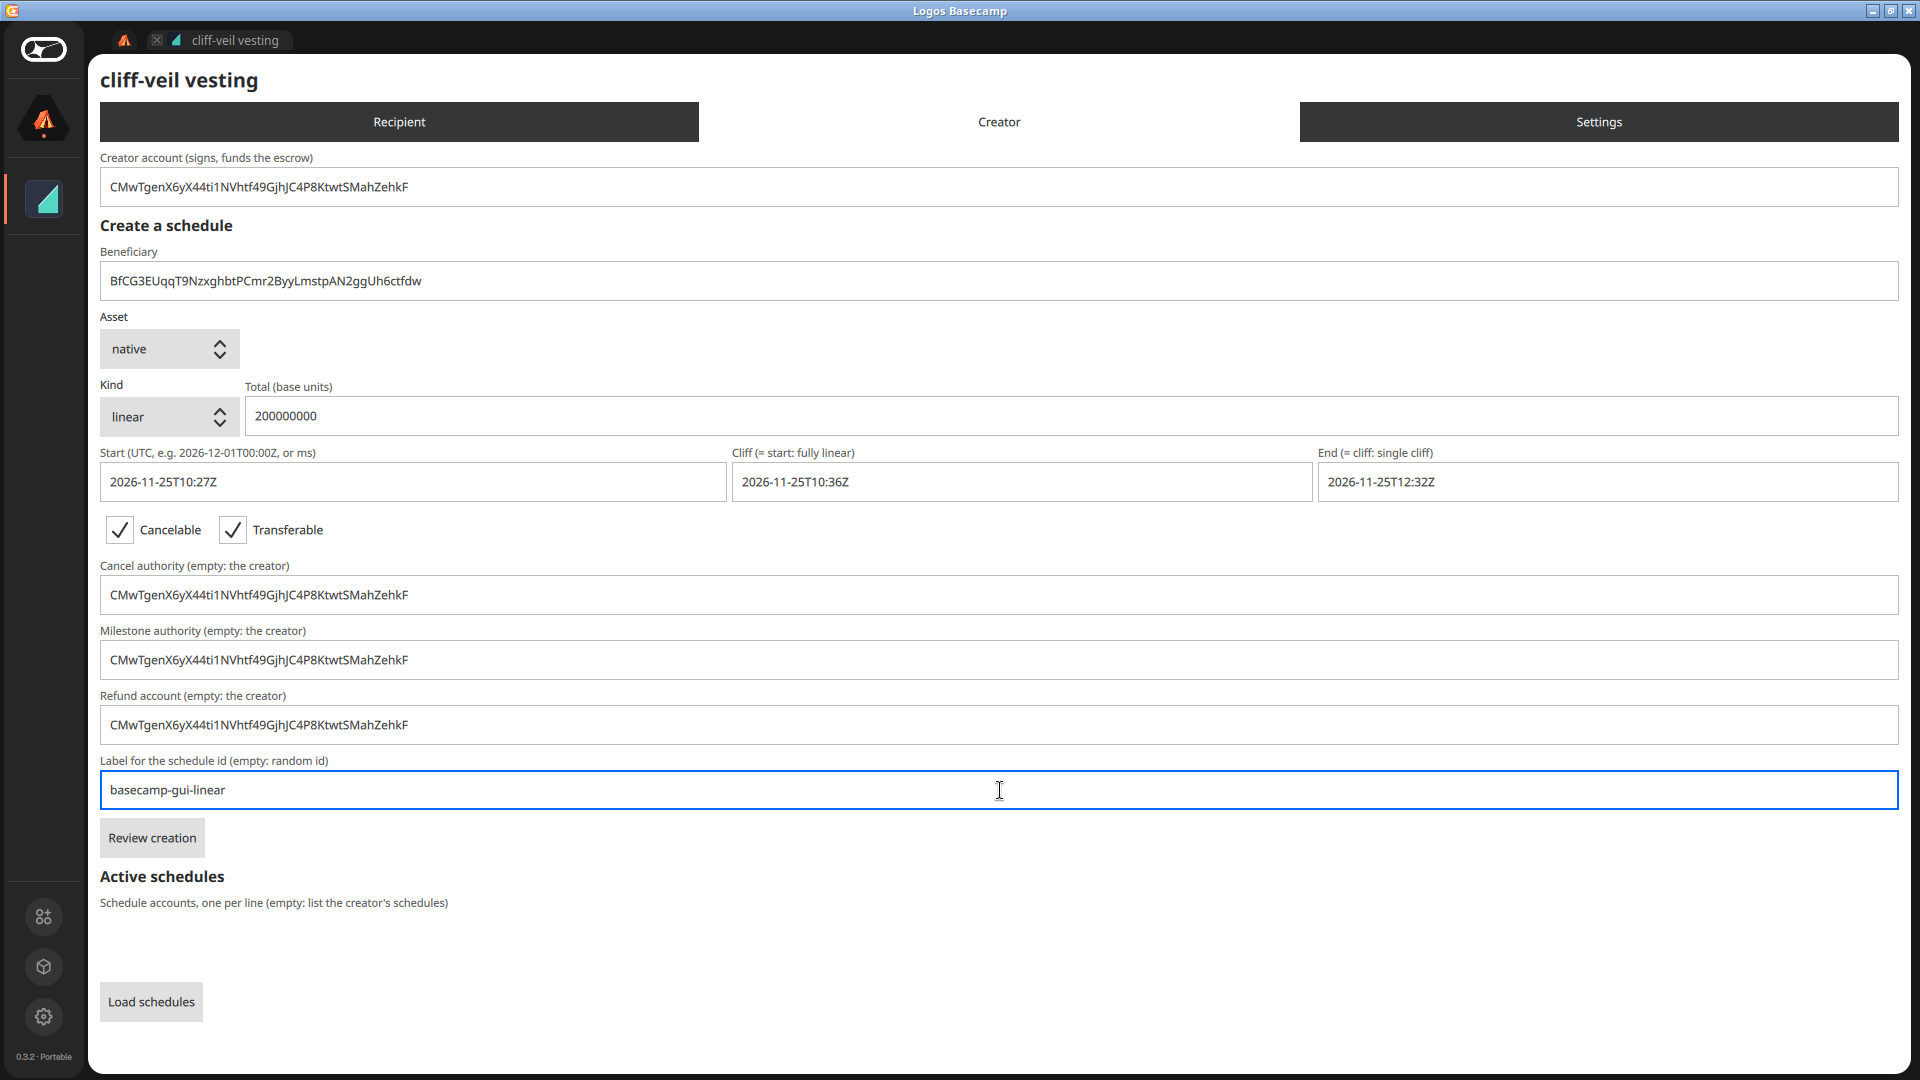 Logos Basecamp
cliff-veil vesting
cliff-veil vesting
Recipient
Creator
Settings
Creator account (signs, funds the escrow)
CMwTgenX6yX44ti1NVhtf49GjhJC4P8KtwtSMahZehkF
Create a schedule
Beneficiary
BfCG3EUqqT9NzxghbtPCmr2ByyLmstpAN2ggUh6ctfdw
Asset
native
Kind
Total (base units)
linear
200000000
Start (UTC, e.g. 2026-12-01T00:00Z, or ms)
Cliff (= start: fully linear)
End (= cliff: single cliff)
2026-11-25T10:27Z
2026-11-25T10:36Z
2026-11-25T12:32Z
Cancelable
Transferable
Cancel authority (empty: the creator)
CMwTgenX6yX44ti1NVhtf49GjhJC4P8KtwtSMahZehkF
Milestone authority (empty: the creator)
CMwTgenX6yX44ti1NVhtf49GjhJC4P8KtwtSMahZehkF
Refund account (empty: the creator)
CMwTgenX6yX44ti1NVhtf49GjhJC4P8KtwtSMahZehkF
Label for the schedule id (empty: random id)
basecamp-gui-linear
Review creation
Active schedules
Schedule accounts, one per line (empty: list the creator's schedules)
Load schedules
0.3.2 · Portable